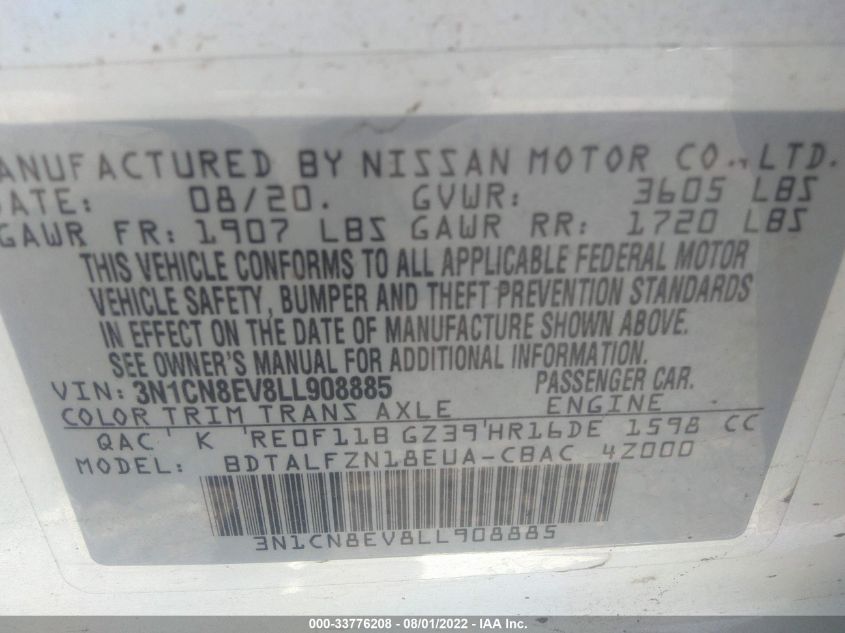 ANUFACTURED BY NISSAN MOTOR CO., LTD.
DATE: 08/20. GVWR: 3605 LBS
GAWR FR: 1907 LBS GAWR RR: 1720 LBS
THIS VEHICLE CONFORMS TO ALL APPLICABLE FEDERAL MOTOR
VEHICLE SAFETY, BUMPER AND THEFT PREVENTION STANDARDS
IN EFFECT ON THE DATE OF MANUFACTURE SHOWN ABOVE.
SEE OWNER'S MANUAL FOR ADDITIONAL INFORMATION.
VIN: 3N1CN8EV8LL908885 PASSENGER CAR.
COLOR TRIM TRANS AXLE ENGINE
QAC K RE0F11B GZ39 HR16DE 1598 CC
MODEL: BDTALFZN18EUA-CBAC 4Z000
3N1CN8EV8LL908885
000-33776208 - 08/01/2022 - IAA Inc.